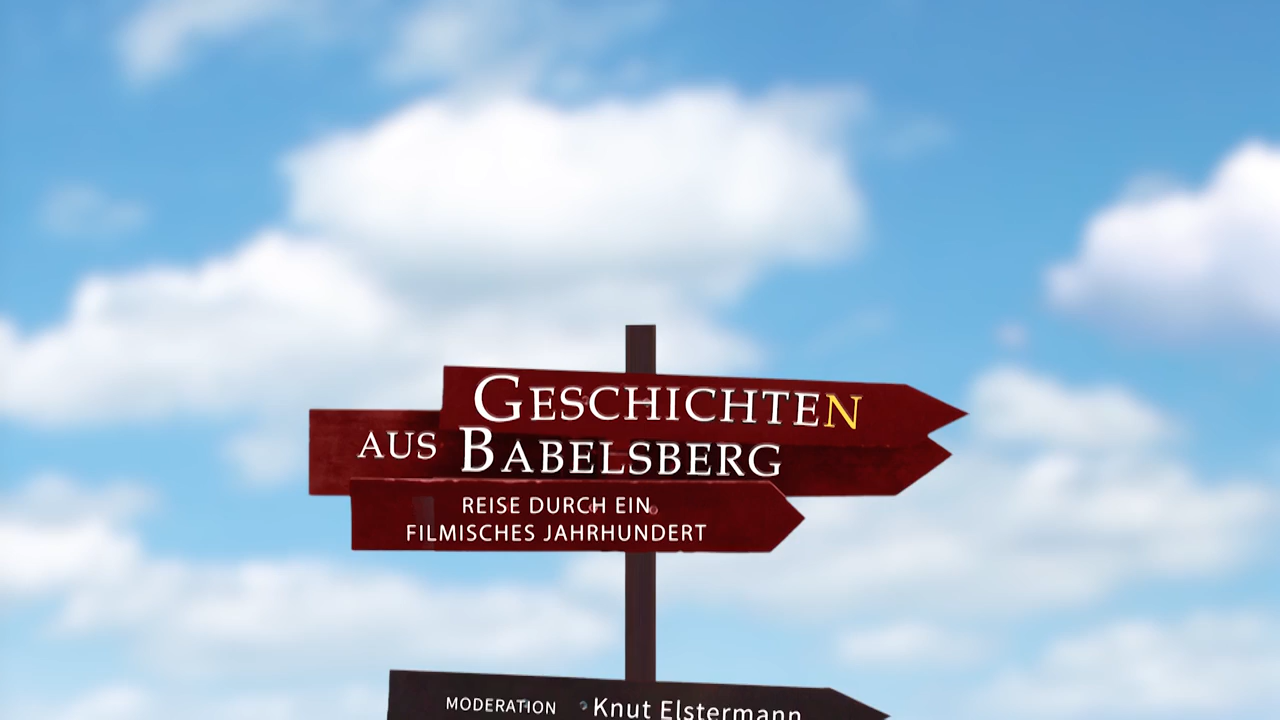 GESCHICHTEN
AUS BABELSBERG
REISE DURCH EIN
FILMISCHES JAHRHUNDERT
MODERATION Knut Elstermann